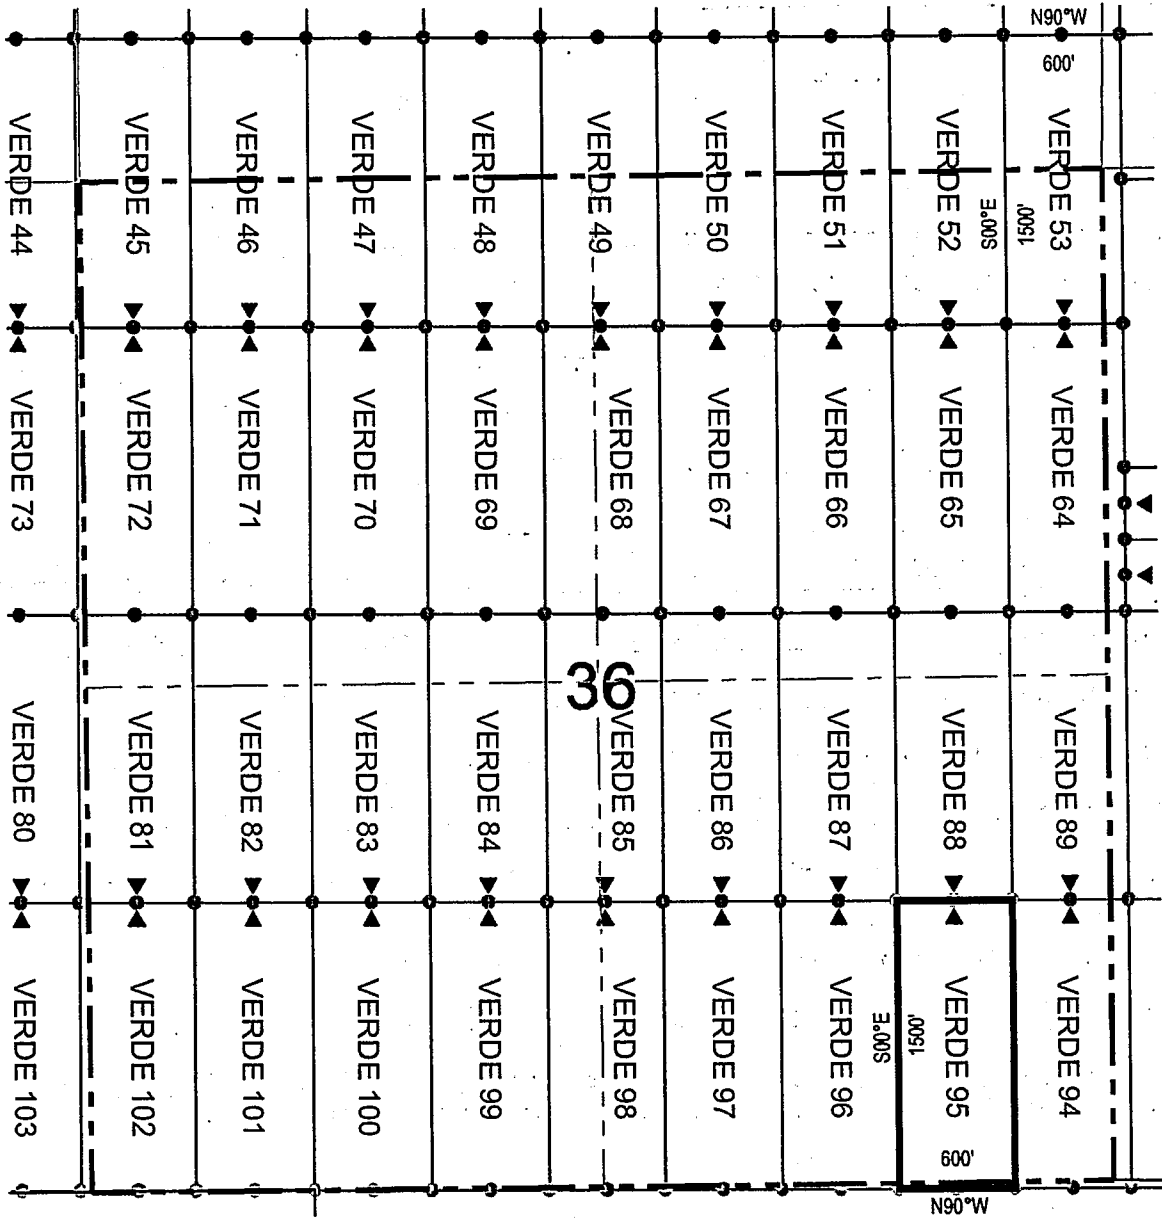 N90°W
600'
VERDE 44
VERDE 45
VERDE 46
VERDE 47
VERDE 48
VERDE 49
VERDE 50
VERDE 51
VERDE 52
S00°E
1500'
VERDE 53
VERDE 73
VERDE 72
VERDE 71
VERDE 70
VERDE 69
VERDE 68
VERDE 67
VERDE 66
VERDE 65
VERDE 64
36
VERDE 80
VERDE 81
VERDE 82
VERDE 83
VERDE 84
VERDE 85
VERDE 86
VERDE 87
VERDE 88
VERDE 89
VERDE 103
VERDE 102
VERDE 101
VERDE 100
VERDE 99
VERDE 98
VERDE 97
VERDE 96
S00°E
1500'
VERDE 95
VERDE 94
600'
N90°W